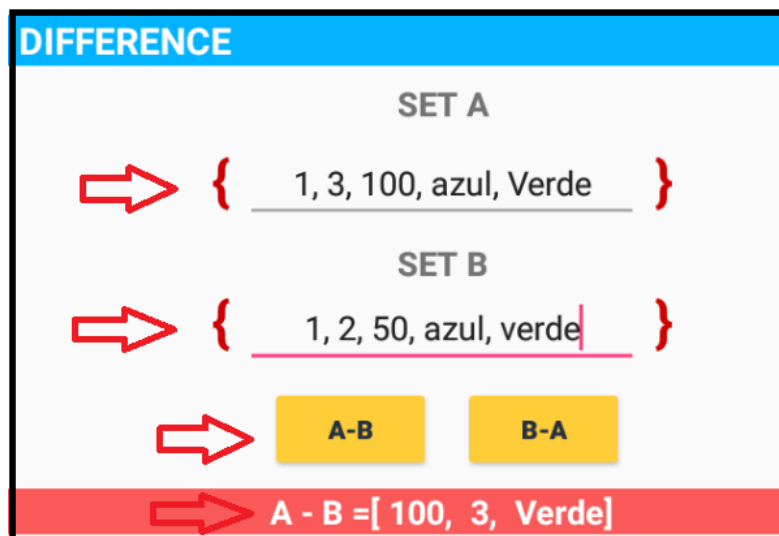 DIFFERENCE
SET A
{ 1, 3, 100, azul, Verde }
SET B
{ 1, 2, 50, azul, verde }
A-B B-A
A - B =[ 100, 3, Verde]